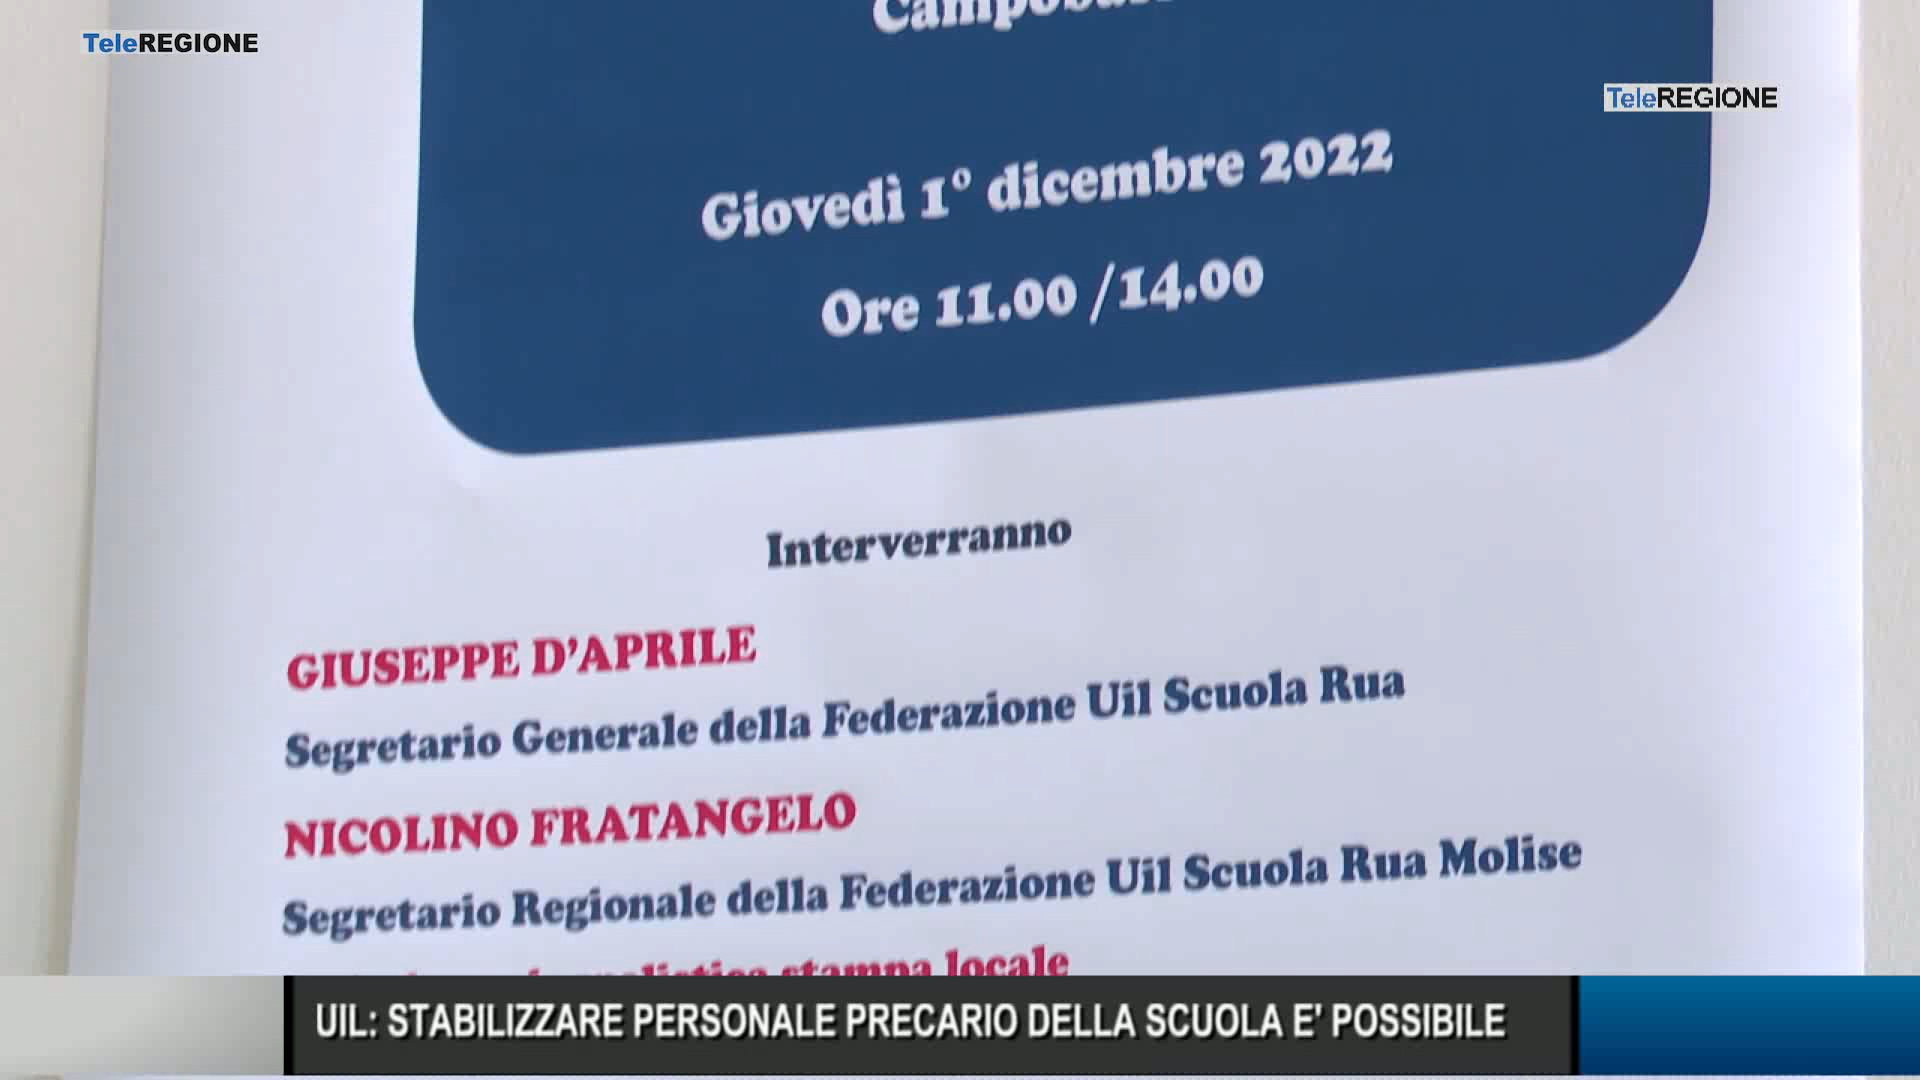 TeleREGIONE
TeleREGIONE
Giovedì 1° dicembre 2022
Ore 11.00 /14.00
Interverranno
GIUSEPPE D'APRILE
Segretario Generale della Federazione Uil Scuola Rua
NICOLINO FRATANGELO
Segretario Regionale della Federazione Uil Scuola Rua Molise
stampa locale
UIL: STABILIZZARE PERSONALE PRECARIO DELLA SCUOLA E' POSSIBILE